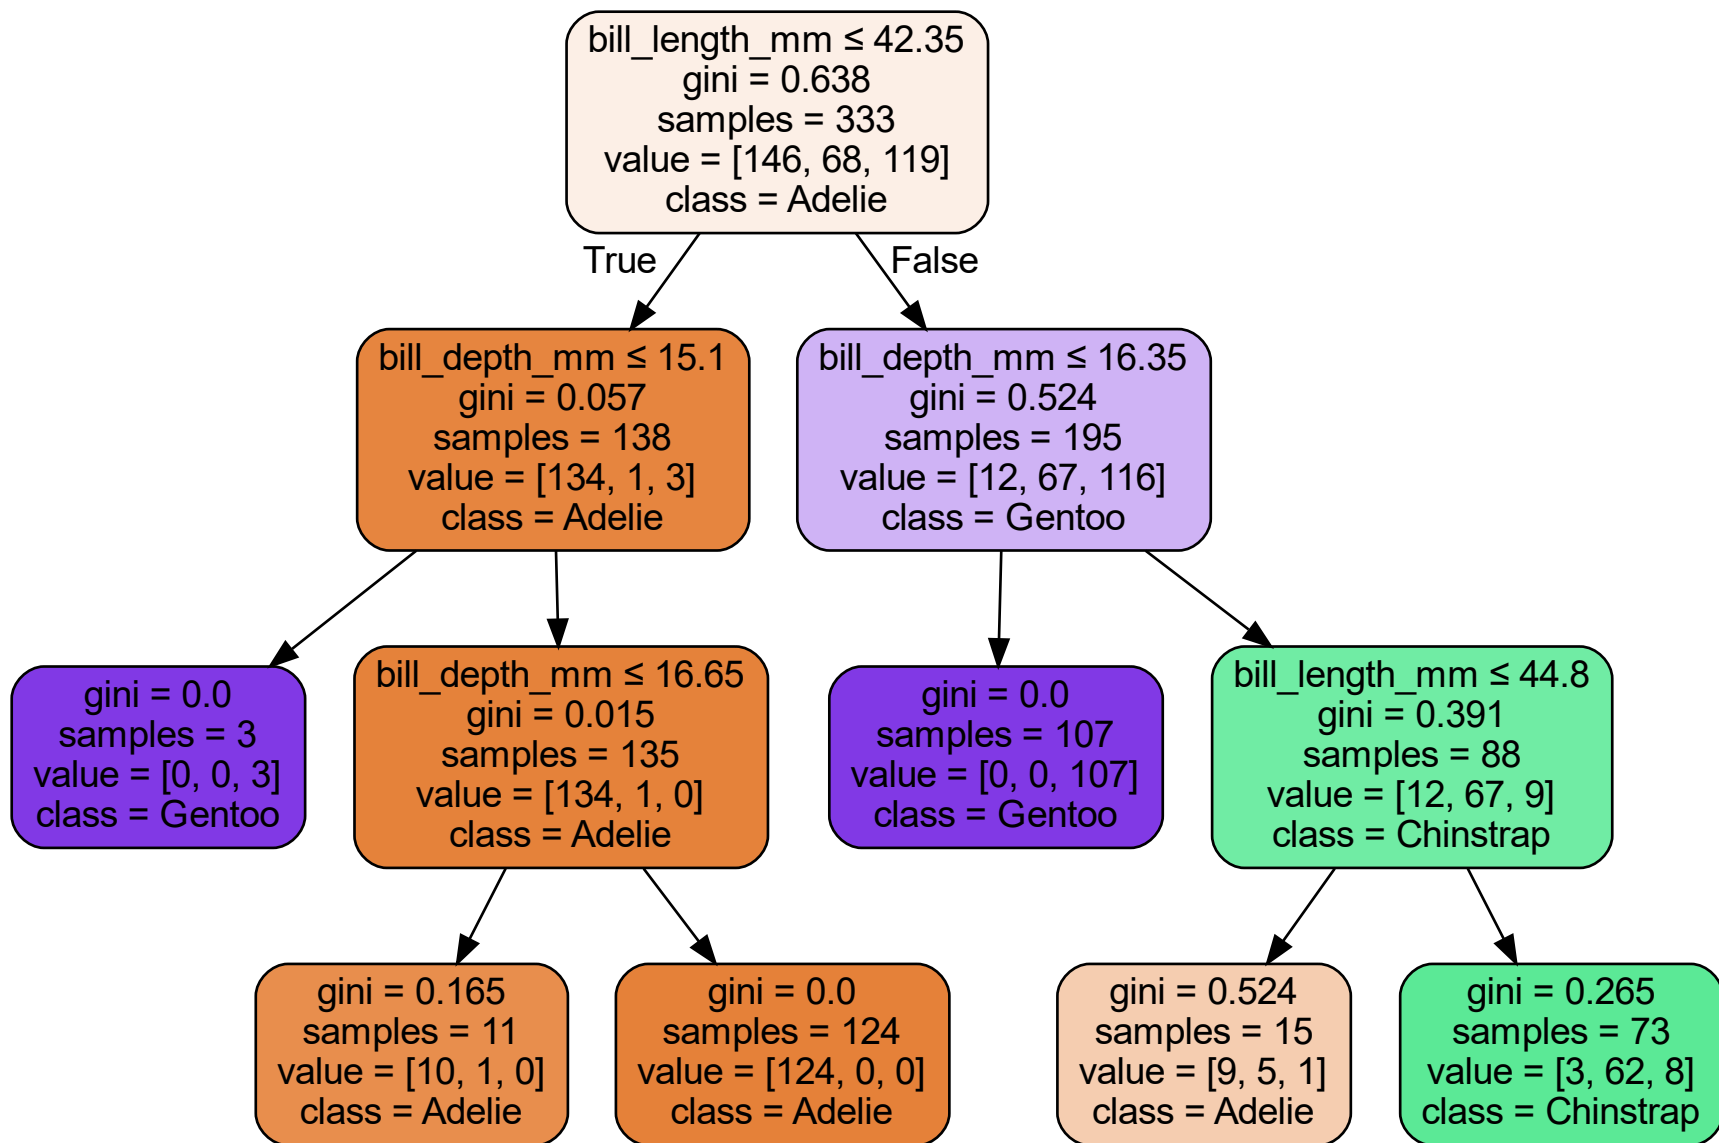 bill_length_mm ≤ 42.35
gini = 0.638
samples = 333
value = [146, 68, 119]
class = Adelie
True
False
bill_depth_mm ≤ 15.1
gini = 0.057
samples = 138
value = [134, 1, 3]
class = Adelie
bill_depth_mm ≤ 16.35
gini = 0.524
samples = 195
value = [12, 67, 116]
class = Gentoo
gini = 0.0
samples = 3
value = [0, 0, 3]
class = Gentoo
bill_depth_mm ≤ 16.65
gini = 0.015
samples = 135
value = [134, 1, 0]
class = Adelie
gini = 0.0
samples = 107
value = [0, 0, 107]
class = Gentoo
bill_length_mm ≤ 44.8
gini = 0.391
samples = 88
value = [12, 67, 9]
class = Chinstrap
gini = 0.165
samples = 11
value = [10, 1, 0]
class = Adelie
gini = 0.0
samples = 124
value = [124, 0, 0]
class = Adelie
gini = 0.524
samples = 15
value = [9, 5, 1]
class = Adelie
gini = 0.265
samples = 73
value = [3, 62, 8]
class = Chinstrap